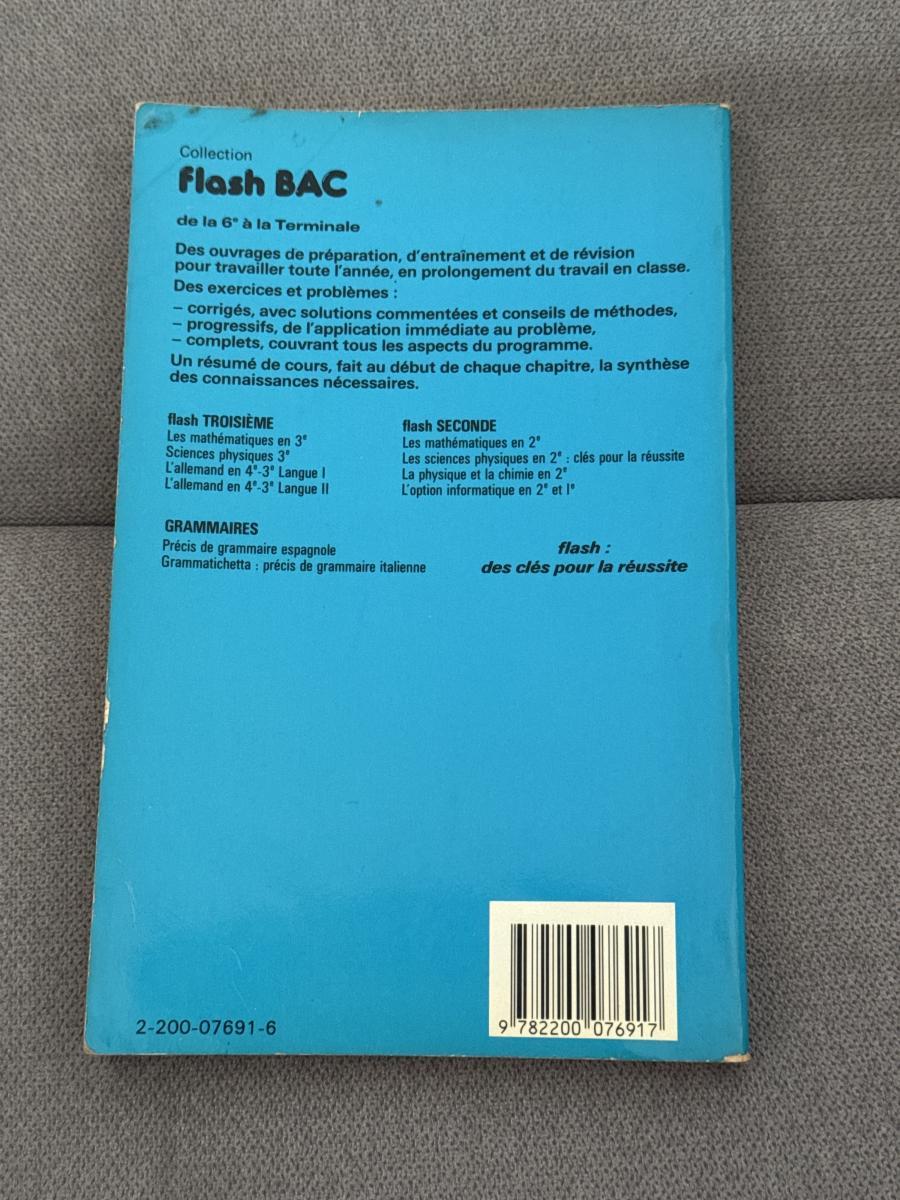 Collection
flash BAC
de la 6e à la Terminale
Des ouvrages de préparation, d'entraînement et de révision
pour travailler toute l'année, en prolongement du travail en classe.
Des exercices et problèmes :
– corrigés, avec solutions commentées et conseils de méthodes,
– progressifs, de l'application immédiate au problème,
– complets, couvrant tous les aspects du programme.
Un résumé de cours, fait au début de chaque chapitre, la synthèse
des connaissances nécessaires.
flash TROISIÈME
Les mathématiques en 3e
Sciences physiques 3e
L'allemand en 4e-3e Langue I
L'allemand en 4e-3e Langue II
flash SECONDE
Les mathématiques en 2e
Les sciences physiques en 2e : clés pour la réussite
La physique et la chimie en 2e
L'option informatique en 2e et Ie
GRAMMAIRES
Précis de grammaire espagnole
Grammatichetta : précis de grammaire italienne
flash :
des clés pour la réussite
2-200-07691-6
9 782200 076917